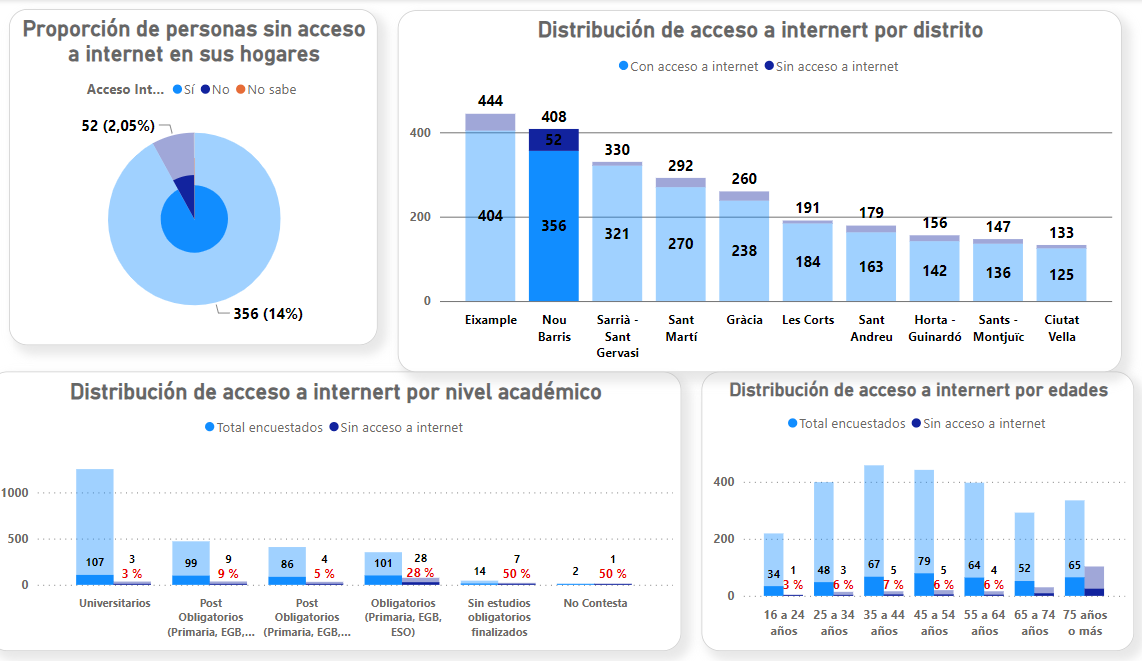 Proporción de personas sin acceso
a internet en sus hogares
Acceso Int... Sí No No sabe
52 (2,05%)
356 (14%)
Distribución de acceso a internert por distrito
Con acceso a internet Sin acceso a internet
400
200
0
444 408 330 292 260 191 179 156 147 133
52
404 356 321 270 238 184 163 142 136 125
Eixample Nou Sarrià - Sant Gràcia Les Corts Sant Horta - Sants - Ciutat
Barris Sant Martí Andreu Guinardó Montjuïc Vella
Gervasi
Distribución de acceso a internert por nivel académico
Total encuestados Sin acceso a internet
1000
500
0
107 3 99 9 86 4 101 28 14 7 2 1
3 % 9 % 5 % 28 % 50 % 50 %
Universitarios Post Post Obligatorios Sin estudios No Contesta
Obligatorios Obligatorios (Primaria, EGB, obligatorios
(Primaria, EGB,... (Primaria, EGB,... ESO) finalizados
Distribución de acceso a internert por edades
Total encuestados Sin acceso a internet
400
200
0
34 1 48 3 67 5 79 5 64 4 52 65
3 % 6 % 7 % 6 % 6 %
16 a 24 25 a 34 35 a 44 45 a 54 55 a 64 65 a 74 75 años
años años años años años años o más